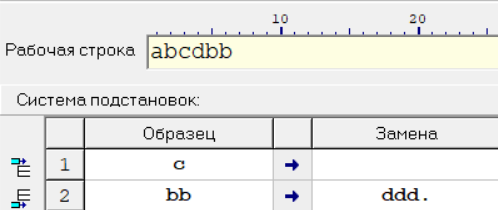 10 20
Рабочая строка abcdbb
Система подстановок:
Образец Замена
1 c
2 bb ddd.